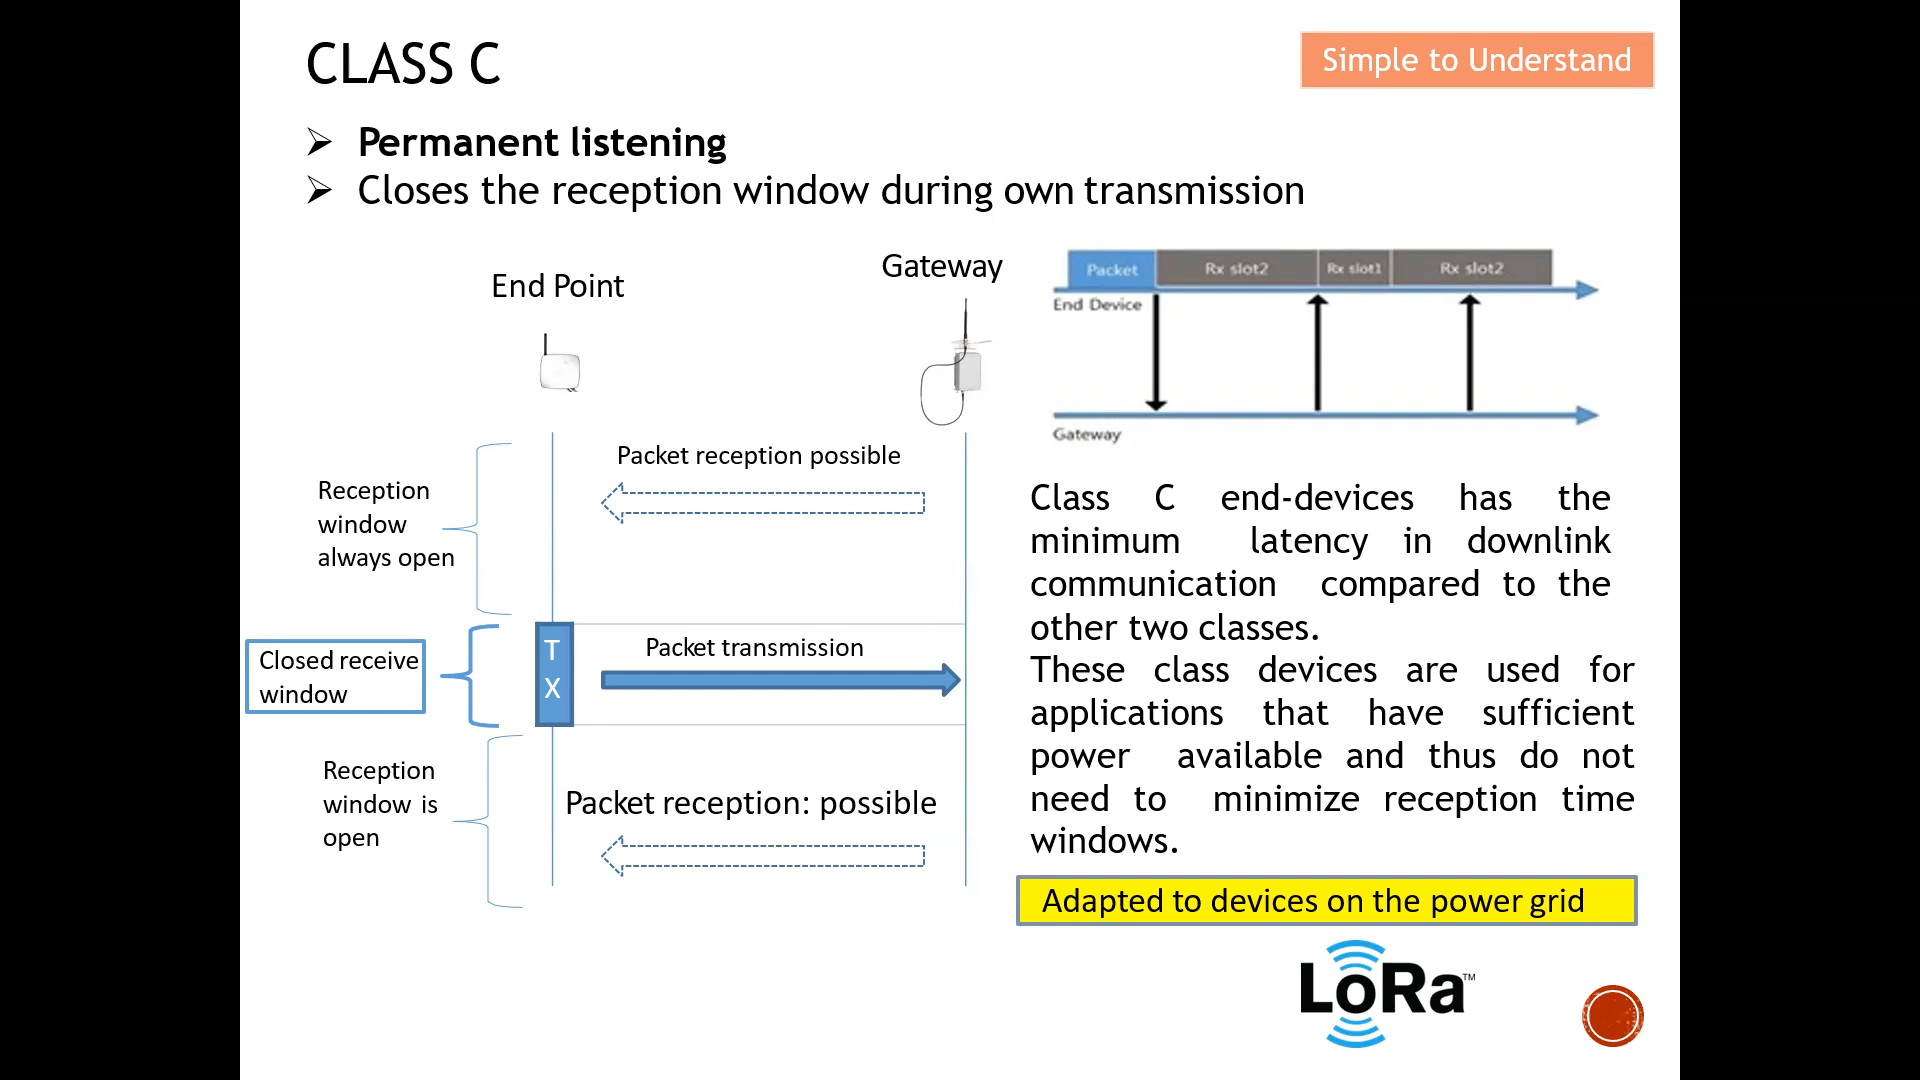 CLASS C
Simple to Understand
Permanent listening
Closes the reception window during own transmission
End Point
Gateway
Packet
Rx slot2
Rx slot1
Rx slot2
End Device
Gateway
Packet reception possible
Reception
window
always open
Packet transmission
T
X
Closed receive
window
Reception
window is
open
Packet reception: possible
Class C end-devices has the
minimum latency in downlink
communication compared to the
other two classes.
These class devices are used for
applications that have sufficient
power available and thus do not
need to minimize reception time
windows.
Adapted to devices on the power grid
LoRa™